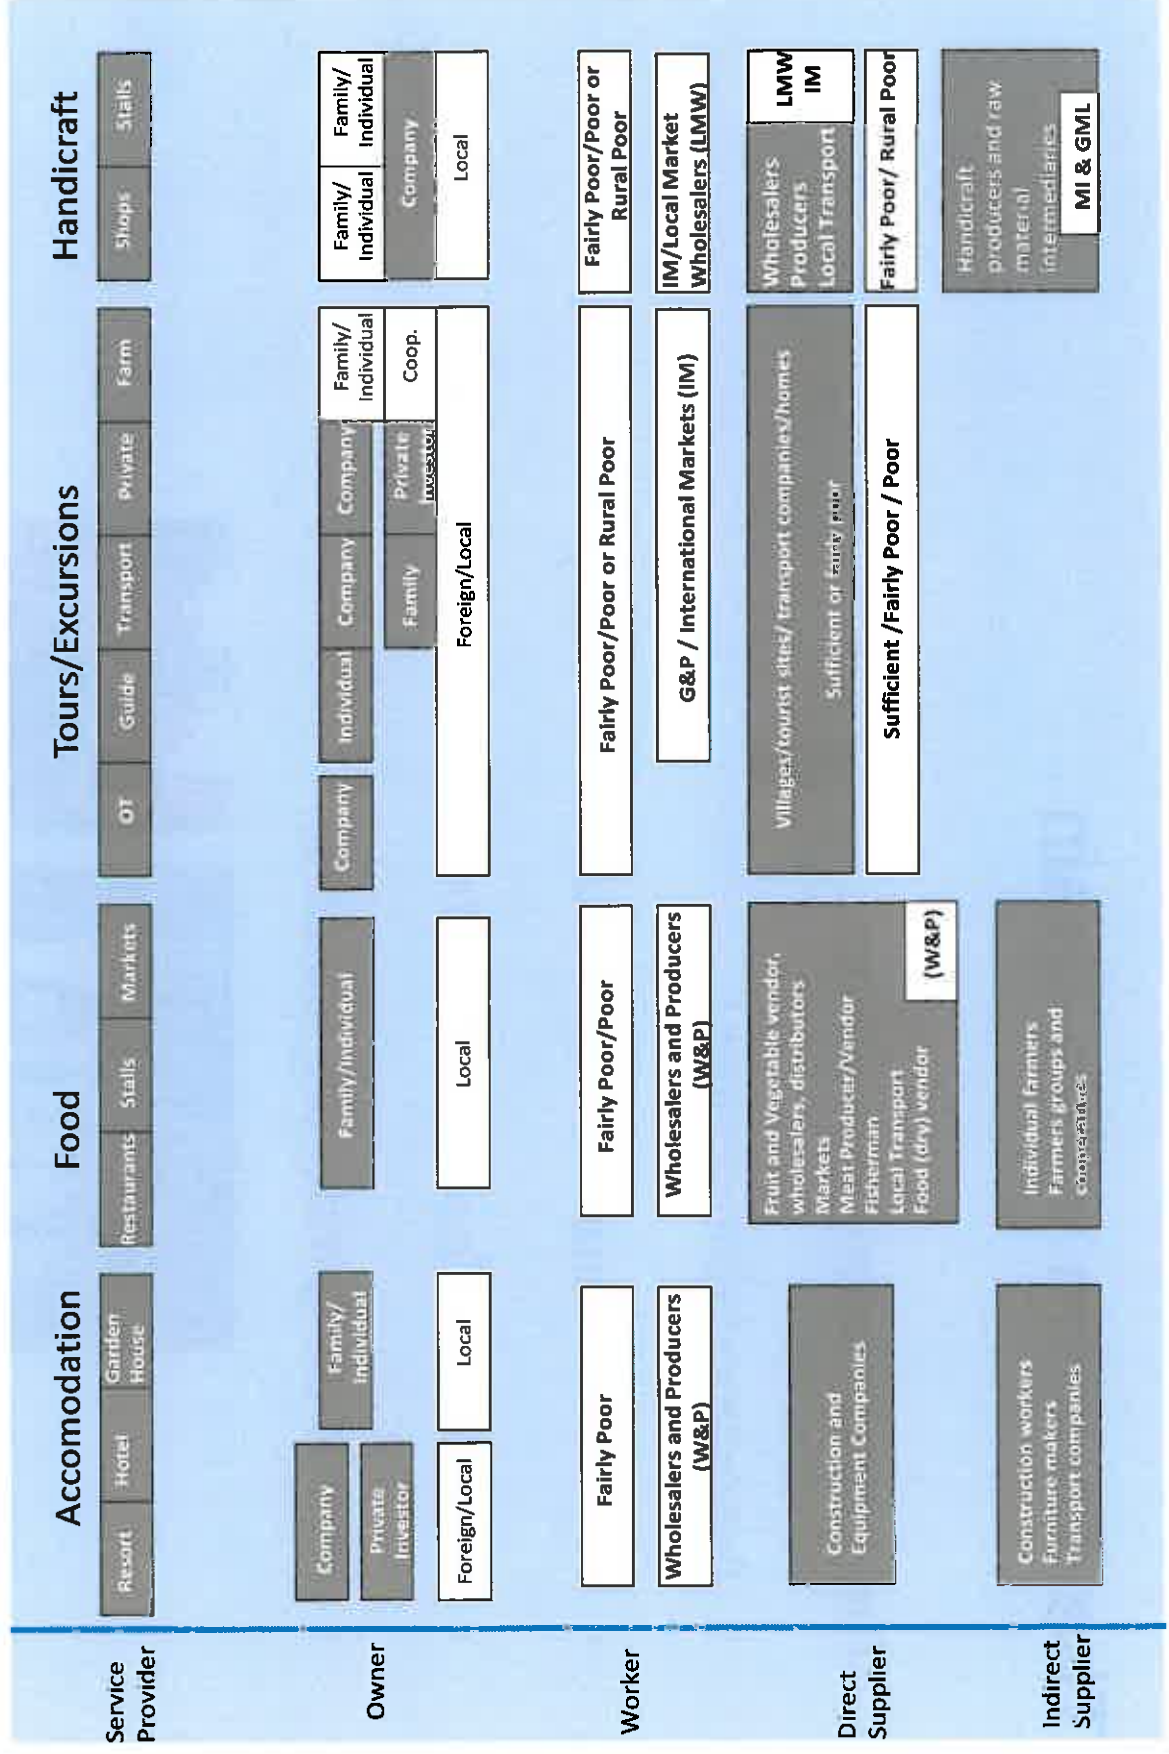 Accomodation
Food
Tours/Excursions
Handicraft
Service
Provider
Resort
Hotel
Garden
House
Restaurants
Stalls
Markets
OT
Guide
Transport
Private
Farm
Shops
Stalls
Owner
Company
Private
Investor
Family/
Individual
Foreign/Local
Local
Family/Individual
Local
Company
Individual
Company
Company
Family/
Individual
Family
Private
Investor
Coop.
Foreign/Local
Family/
Individual
Family/
Individual
Company
Local
Worker
Fairly Poor
Wholesalers and Producers
(W&P)
Fairly Poor/Poor
Wholesalers and Producers
(W&P)
Fairly Poor/Poor or Rural Poor
G&P / International Markets (IM)
Fairly Poor/Poor or
Rural Poor
IM/Local Market
Wholesalers (LMW)
Direct
Supplier
Construction and
Equipment Companies
Fruit and Vegetable vendor,
wholesalers, distributors
Markets
Meat Producer/Vendor
Fisherman
Local Transport
Food (dry) vendor
(W&P)
Villages/tourist sites/ transport companies/homes
Sufficient or fairly poor
Sufficient /Fairly Poor / Poor
Wholesalers
Producers
Local Transport
LMW
IM
Fairly Poor/ Rural Poor
Indirect
Supplier
Construction workers
Furniture makers
Transport companies
Individual farmers
Farmers groups and
cooperatives
Handicraft
producers and raw
material
intermediaries
MI & GML